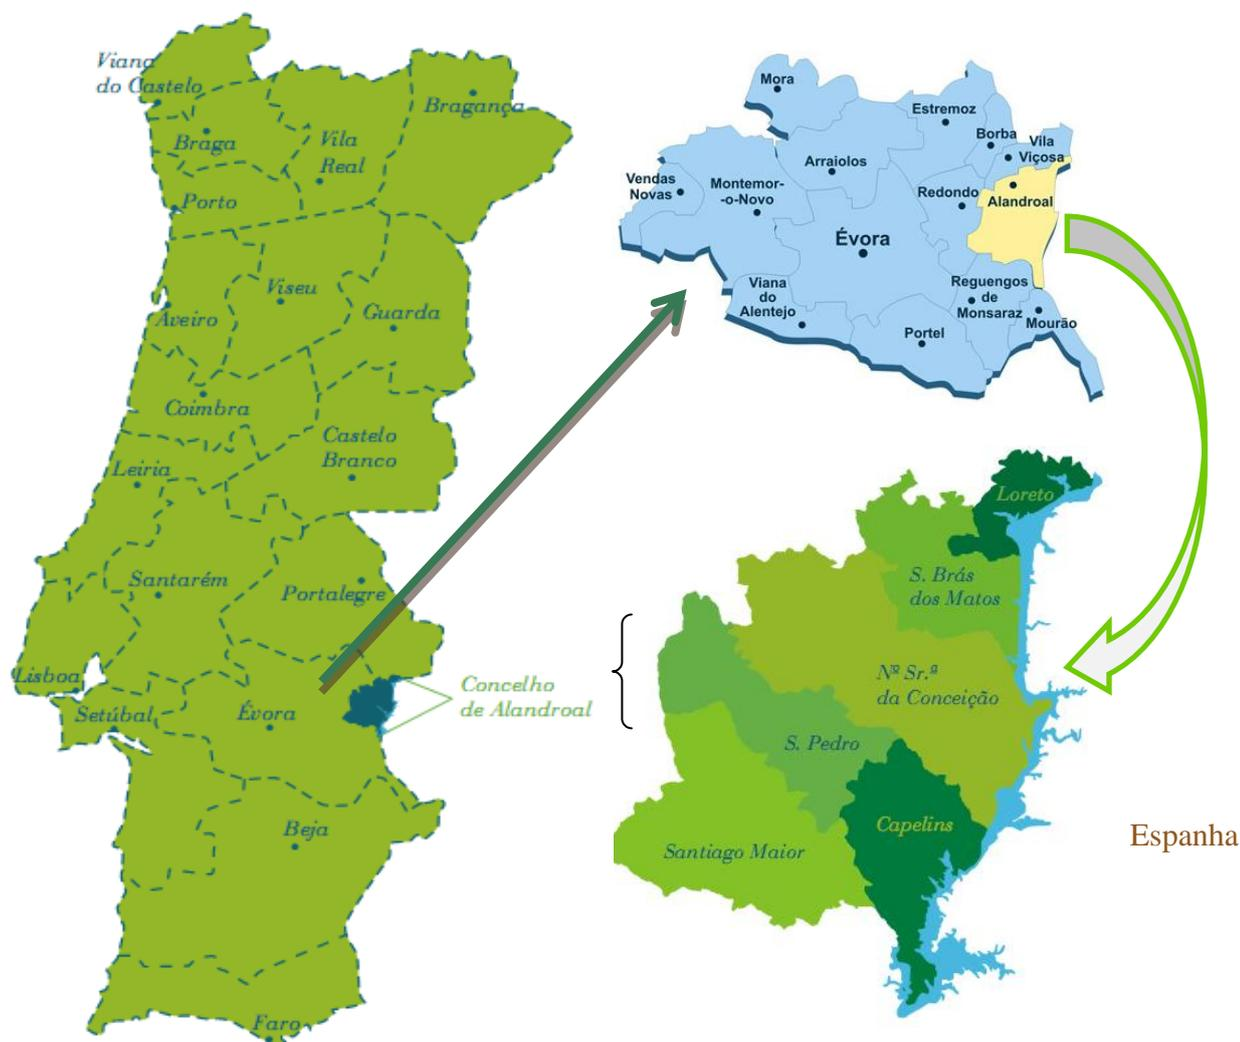 Viana
do Castelo
Bragança
Braga
Vila
Real
Porto
Viseu
Guarda
Aveiro
Coimbra
Castelo
Branco
Leiria
Santarém
Portalegre
Lisboa
Setúbal
Évora
Concelho
de Alandroal
Beja
Faro
Mora
Estremoz
Borba
Vila
Viçosa
Arraiolos
Vendas
Novas
Montemor-
-o-Novo
Redondo
Alandroal
Évora
Viana
do
Alentejo
Reguengos
de
Monsaraz
Mourão
Portel
Loreto
S. Brás
dos Matos
Nª Sr.ª
da Conceição
S. Pedro
Capelins
Santiago Maior
Espanha